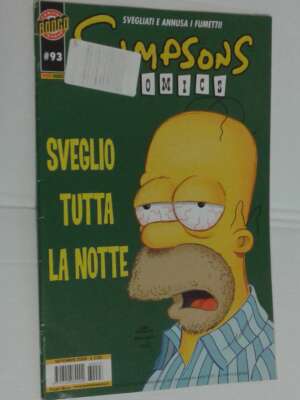 SVEGLIATI E ANNUSA I FUMETTI!
BONGO
#93
SIMPSONS
COMICS
SVEGLIO
TUTTA
LA NOTTE